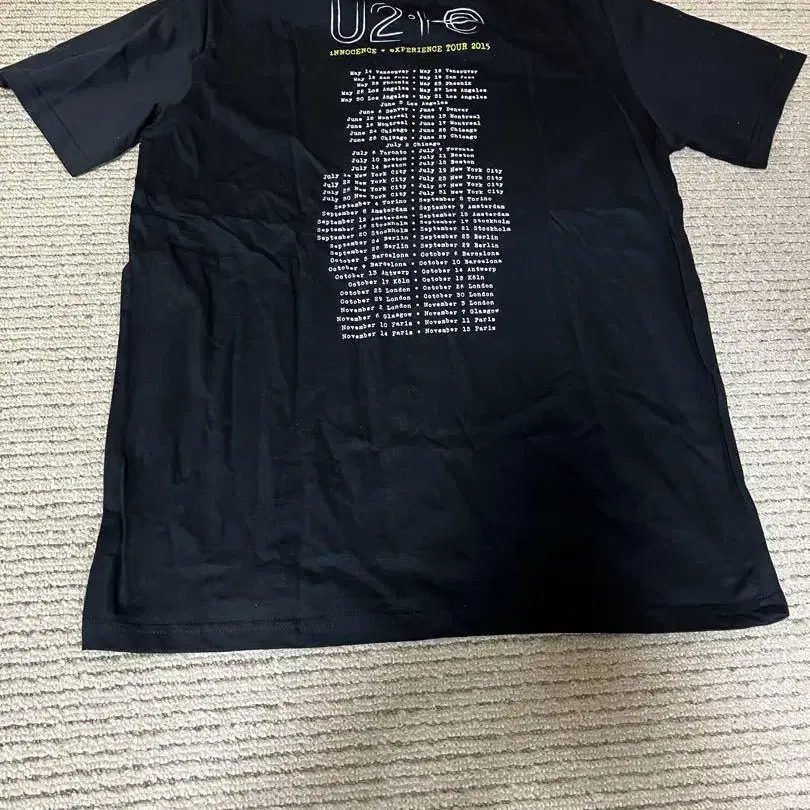 U2 ie
iNNOCENCE + eXPERIENCE TOUR 2015
May 14 Vancouver + May 15 Vancouver
May 18 San Jose + May 19 San Jose
May 22 Phoenix + May 23 Phoenix
May 26 Los Angeles + May 27 Los Angeles
May 30 Los Angeles + May 31 Los Angeles
June 3 Los Angeles
June 6 Denver + June 7 Denver
June 12 Montreal + June 13 Montreal
June 16 Montreal + June 17 Montreal
June 24 Chicago + June 25 Chicago
June 28 Chicago + June 29 Chicago
July 2 Chicago
July 6 Toronto + July 7 Toronto
July 10 Boston + July 11 Boston
July 14 Boston + July 15 Boston
July 18 New York City + July 19 New York City
July 22 New York City + July 23 New York City
July 26 New York City + July 27 New York City
July 30 New York City + July 31 New York City
September 4 Torino + September 5 Torino
September 8 Amsterdam + September 9 Amsterdam
September 12 Amsterdam + September 13 Amsterdam
September 16 Stockholm + September 17 Stockholm
September 20 Stockholm + September 21 Stockholm
September 24 Berlin + September 25 Berlin
September 28 Berlin + September 29 Berlin
October 5 Barcelona + October 6 Barcelona
October 9 Barcelona + October 10 Barcelona
October 13 Antwerp + October 14 Antwerp
October 17 Köln + October 18 Köln
October 25 London + October 26 London
October 29 London + October 30 London
November 2 London + November 3 London
November 6 Glasgow + November 7 Glasgow
November 10 Paris + November 11 Paris
November 14 Paris + November 15 Paris